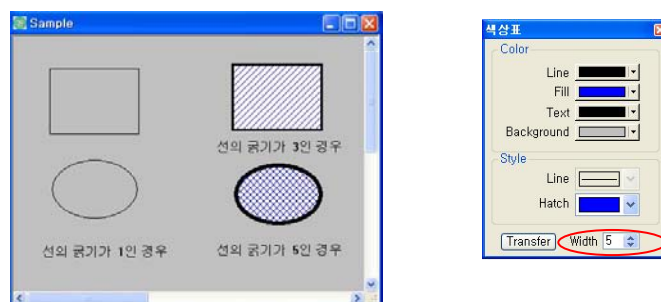 Sample
선의 굵기가 3인 경우
선의 굵기가 1인 경우
선의 굵기가 5인 경우
색상표
Color
Line
Fill
Text
Background
Style
Line
Hatch
Transfer
Width 5